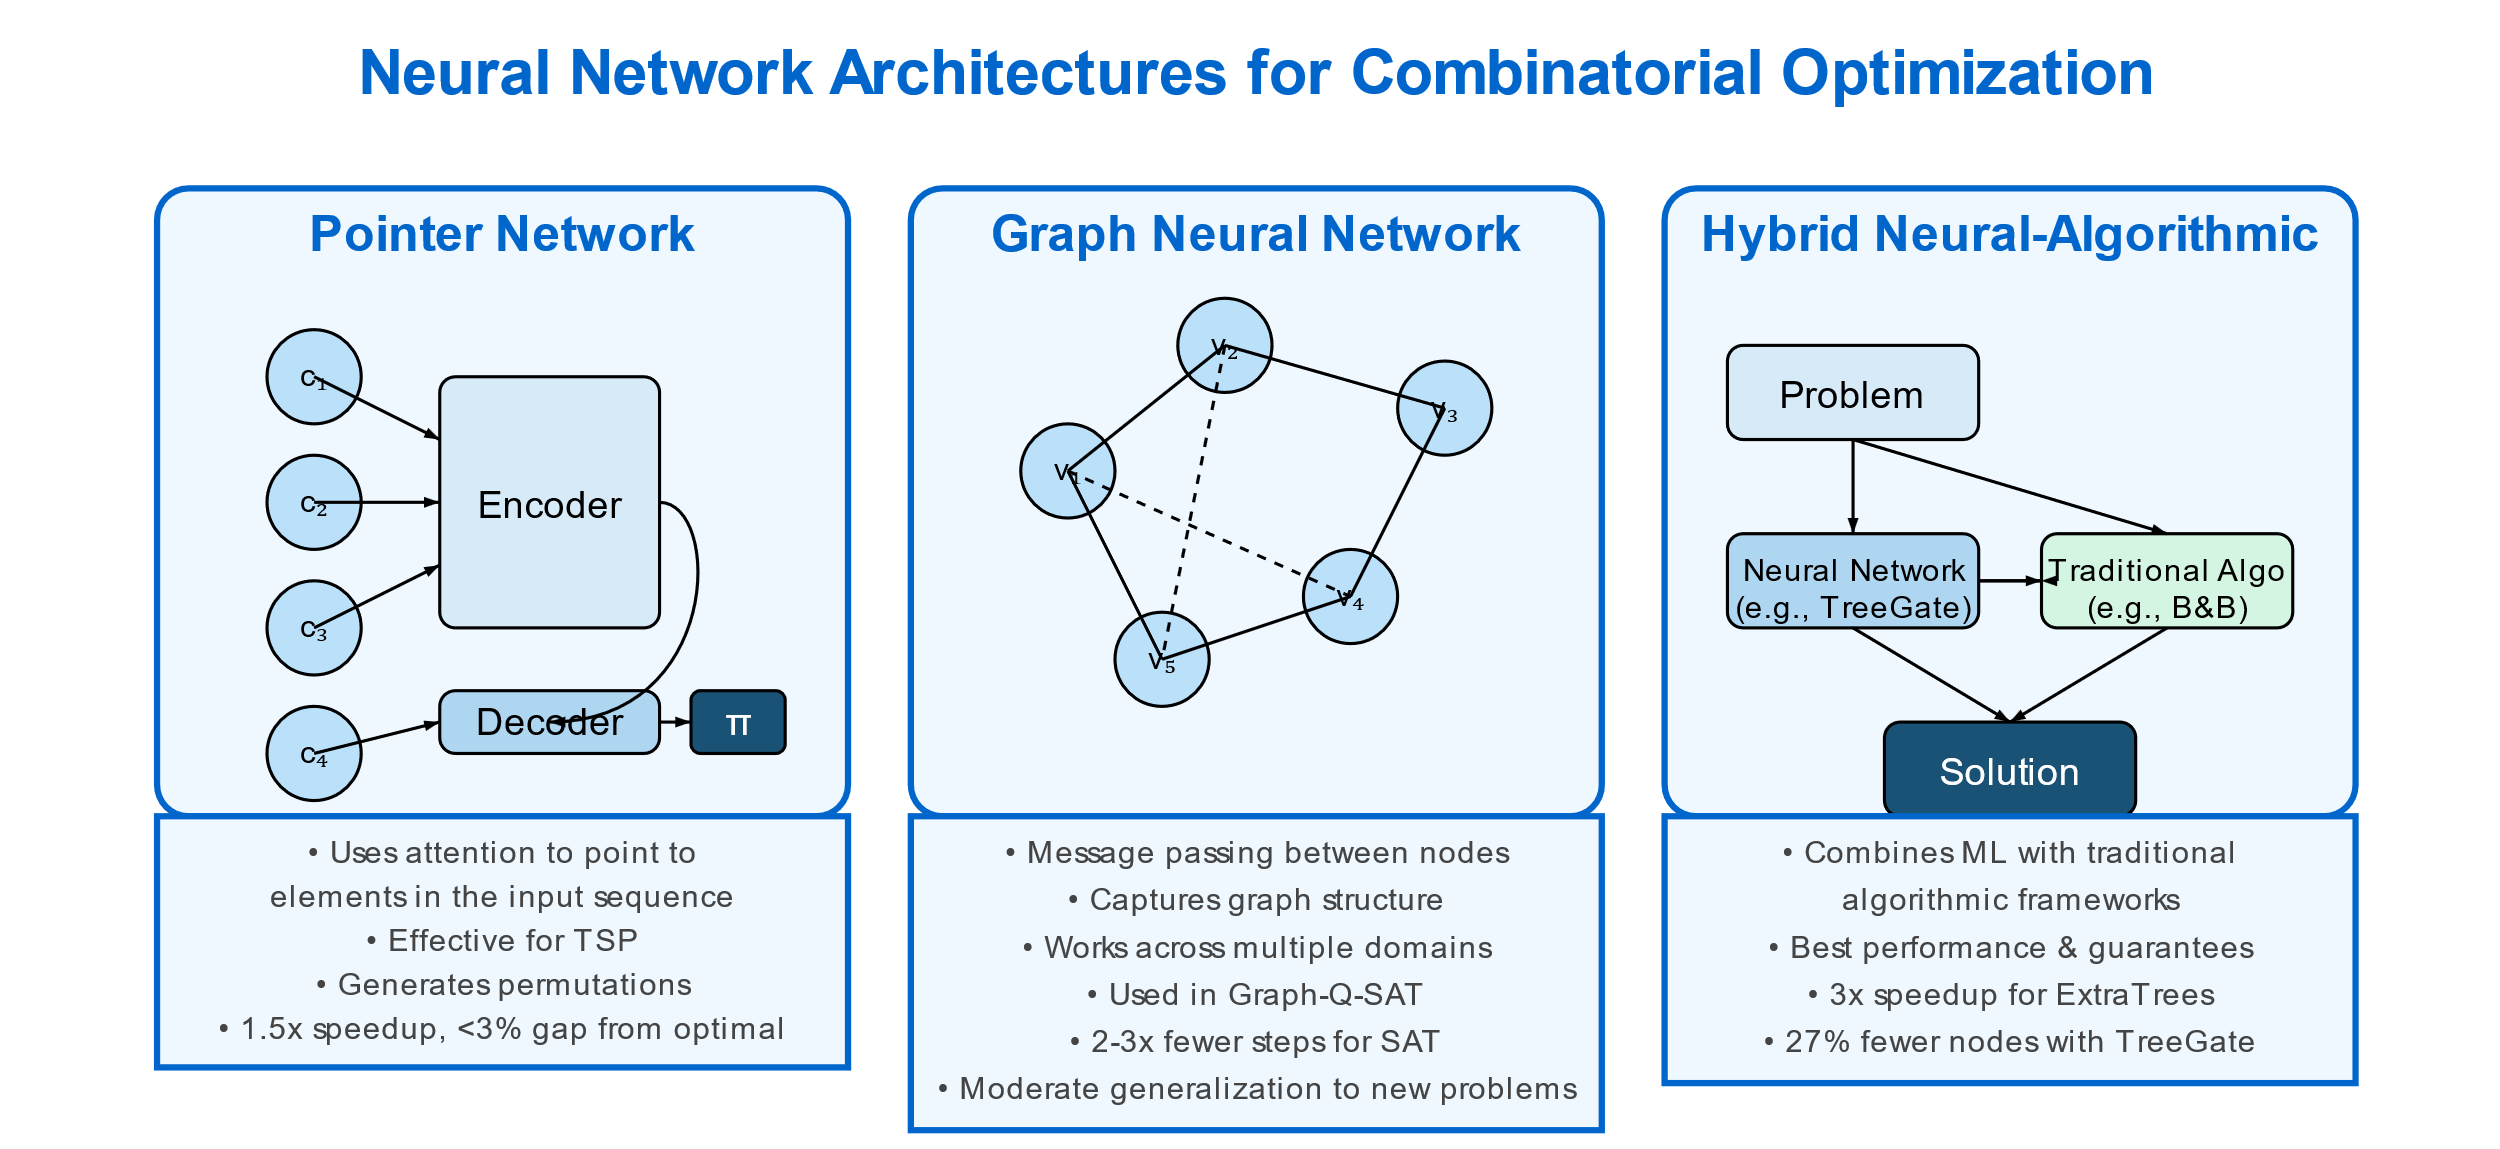 Neural Network Architectures for Combinatorial Optimization
Pointer Network
c₁
c₂
c₃
c₄
Encoder
Decoder
π
• Uses attention to point to
elements in the input sequence
• Effective for TSP
• Generates permutations
• 1.5x speedup, <3% gap from optimal
Graph Neural Network
v₂
v₃
v₁
v₄
v₅
• Message passing between nodes
• Captures graph structure
• Works across multiple domains
• Used in Graph-Q-SAT
• 2-3x fewer steps for SAT
• Moderate generalization to new problems
Hybrid Neural-Algorithmic
Problem
Neural Network
(e.g., TreeGate)
Traditional Algo
(e.g., B&B)
Solution
• Combines ML with traditional
algorithmic frameworks
• Best performance & guarantees
• 3x speedup for ExtraTrees
• 27% fewer nodes with TreeGate